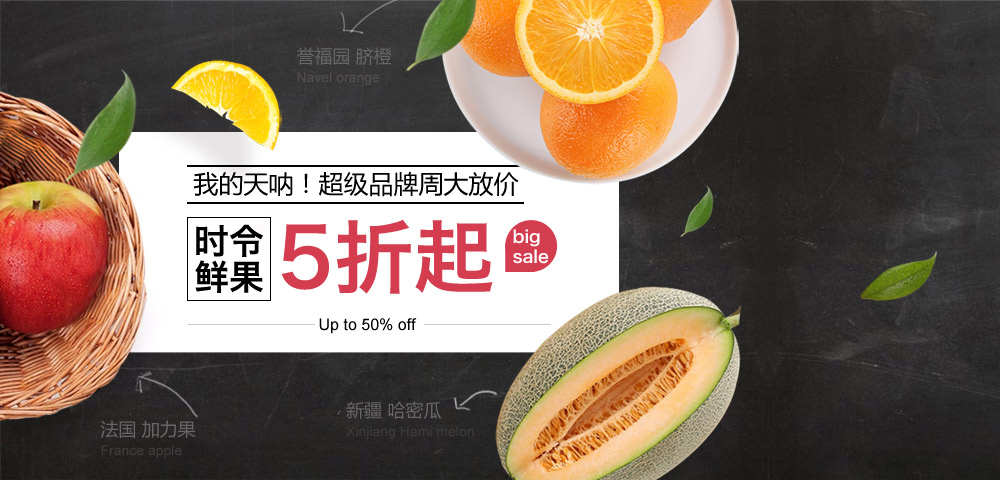 誉福园 脐橙
Navel orange
我的天呐！超级品牌周大放价
时令
鲜果
5折起
big
sale
Up to 50% off
新疆 哈密瓜
Xinjiang Hami melon
法国 加力果
France apple